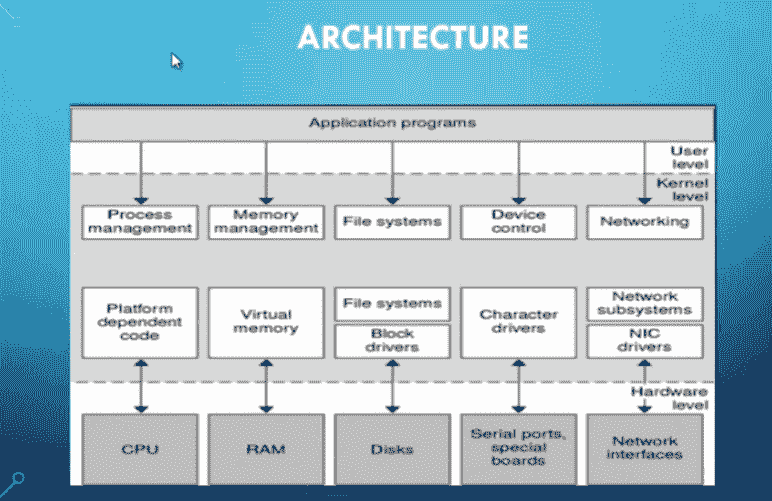 ARCHITECTURE
Application programs
User
level
Kernel
level
Process
management
Memory
management
File systems
Device
control
Networking
Platform
dependent
code
Virtual
memory
File systems
Block
drivers
Character
drivers
Network
subsystems
NIC
drivers
Hardware
level
CPU
RAM
Disks
Serial ports,
special
boards
Network
interfaces